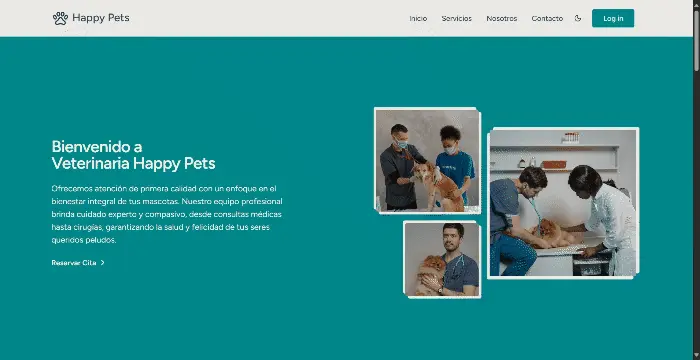 Happy Pets
Inicio
Servicios
Nosotros
Contacto
Log in
Bienvenido a
Veterinaria Happy Pets
Ofrecemos atención de primera calidad con un enfoque en el
bienestar integral de tus mascotas. Nuestro equipo profesional
brinda cuidado experto y compasivo, desde consultas médicas
hasta cirugías, garantizando la salud y felicidad de tus seres
queridos peludos.
Reservar Cita